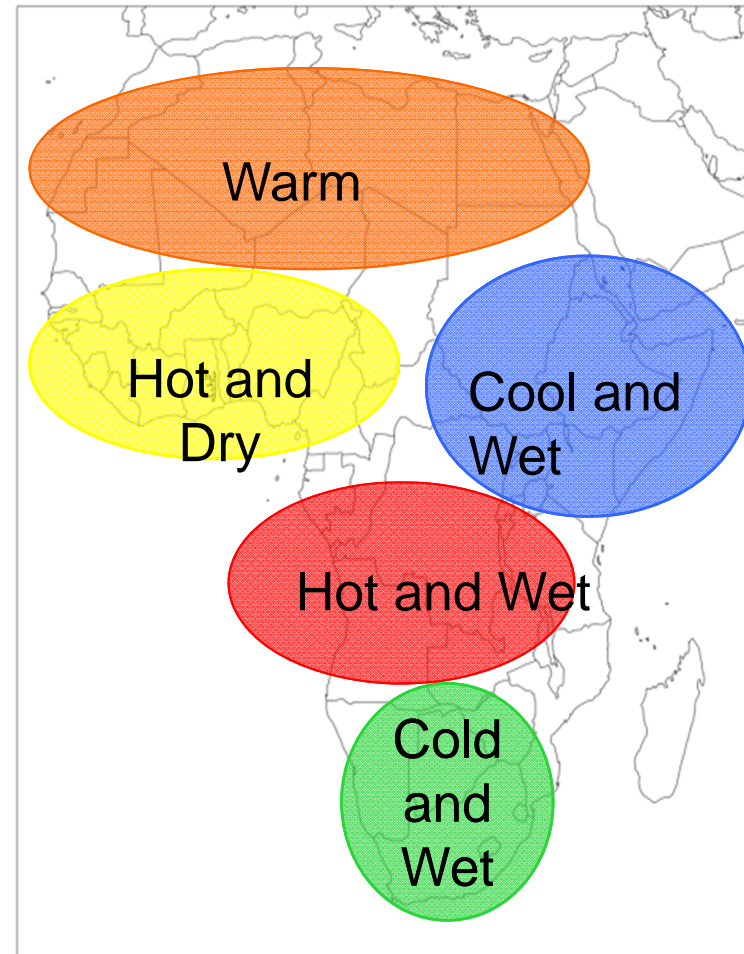 Warm
Hot and
Dry
Cool and
Wet
Hot and Wet
Cold
and
Wet